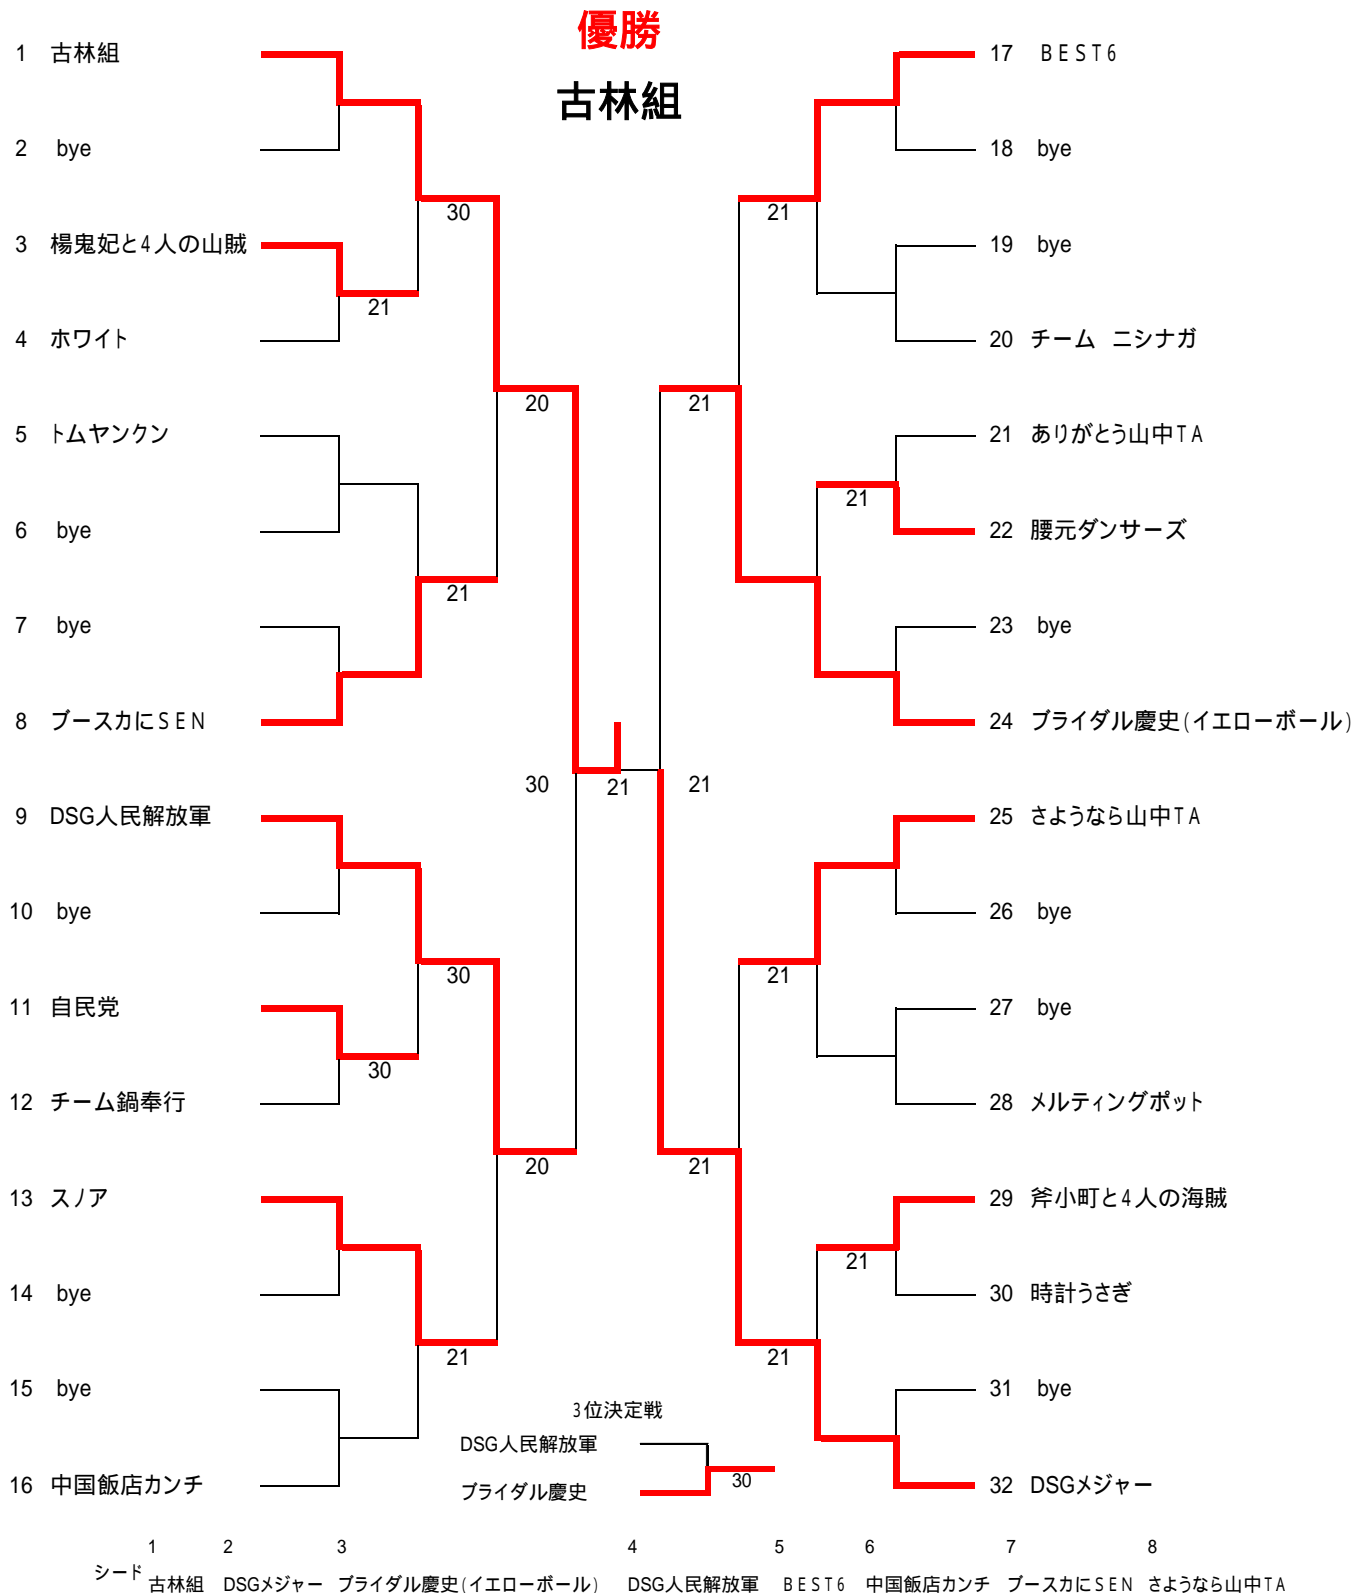 優勝
古林組
1 古林組
2 bye
3 楊鬼妃と4人の山賊
4 ホワイト
5 トムヤンクン
6 bye
7 bye
8 ブースカにSEN
9 DSG人民解放軍
10 bye
11 自民党
12 チーム鍋奉行
13 スノア
14 bye
15 bye
16 中国飯店カンチ
30
21
20
21
30
30
30
20
21
21
21
21
21
21
21
21
21
21
17 BEST6
18 bye
19 bye
20 チーム ニシナガ
21 ありがとう山中TA
22 腰元ダンサーズ
23 bye
24 ブライダル慶史(イエローボール)
25 さようなら山中TA
26 bye
27 bye
28 メルティングポット
29 斧小町と4人の海賊
30 時計うさぎ
31 bye
32 DSGメジャー
3位決定戦
DSG人民解放軍
ブライダル慶史
30
1 2 3 4 5 6 7 8
シード 古林組 DSGメジャー ブライダル慶史(イエローボール) DSG人民解放軍 BEST6 中国飯店カンチ ブースカにSEN さようなら山中TA